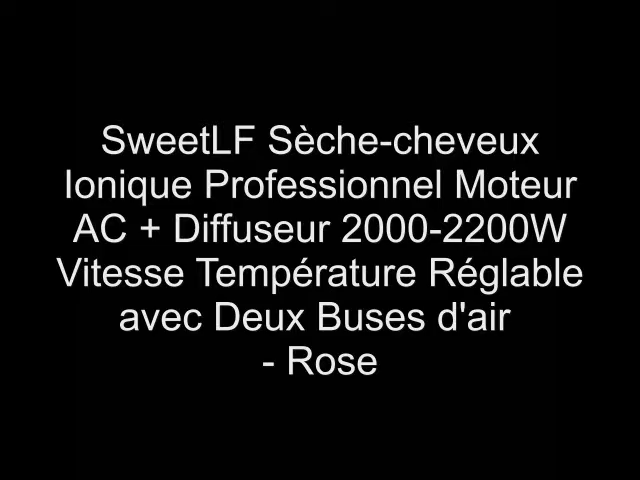 SweetLF Sèche-cheveux
Ionique Professionnel Moteur
AC + Diffuseur 2000-2200W
Vitesse Température Réglable
avec Deux Buses d'air
- Rose